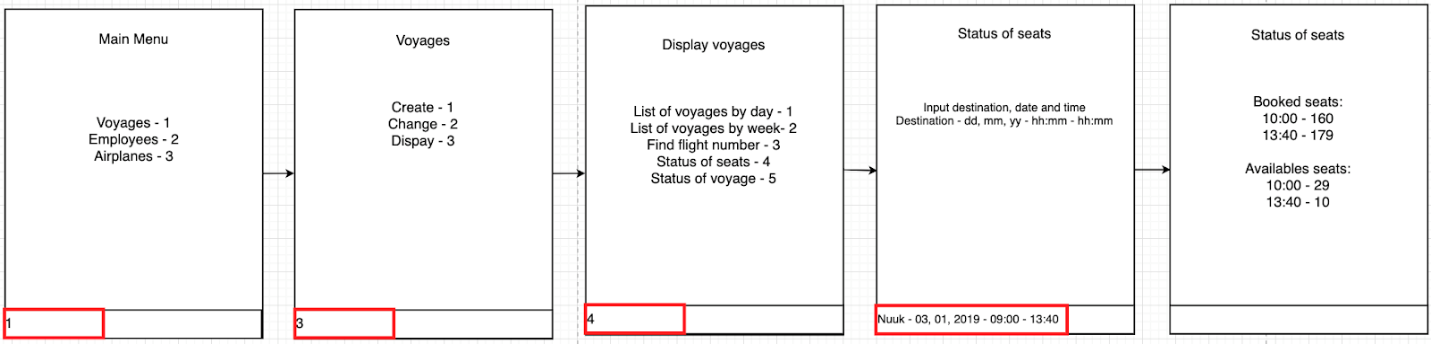 Main Menu
Voyages - 1
Employees - 2
Airplanes - 3
1
Voyages
Create - 1
Change - 2
Dispay - 3
3
Display voyages
List of voyages by day - 1
List of voyages by week- 2
Find flight number - 3
Status of seats - 4
Status of voyage - 5
4
Status of seats
Input destination, date and time
Destination - dd, mm, yy - hh:mm - hh:mm
Nuuk - 03, 01, 2019 - 09:00 - 13:40
Status of seats
Booked seats:
10:00 - 160
13:40 - 179
Availables seats:
10:00 - 29
13:40 - 10